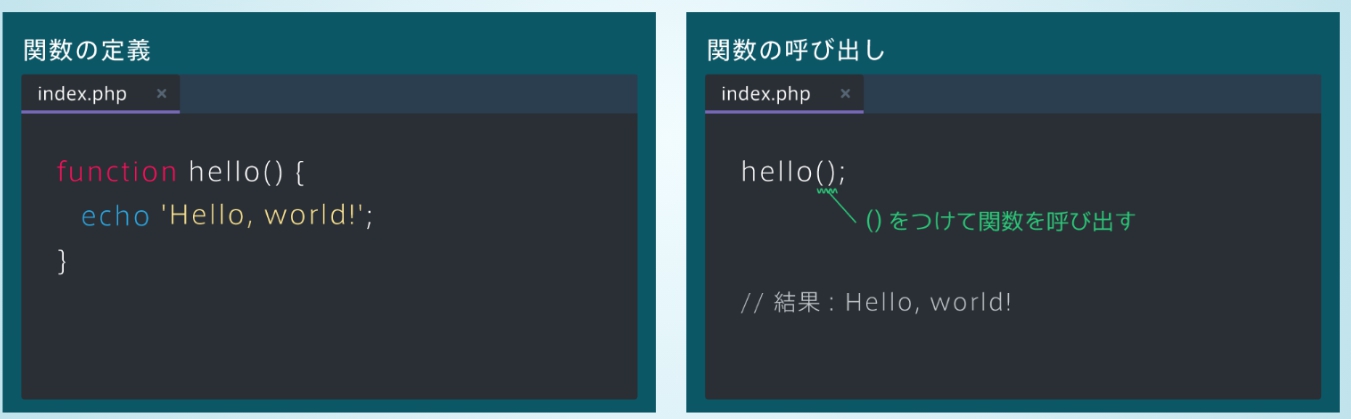 関数の定義
index.php ×
function hello() {
echo 'Hello, world!';
}
関数の呼び出し
index.php ×
hello();
() をつけて関数を呼び出す
// 結果 : Hello, world!